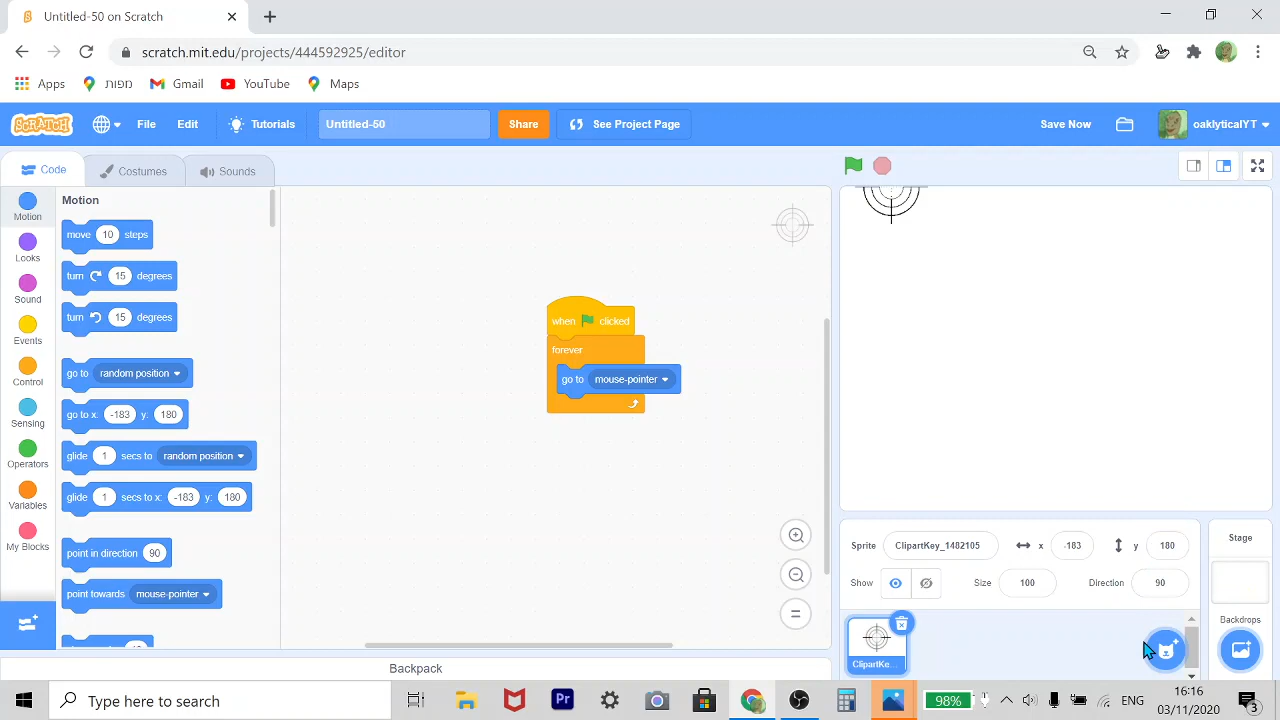 Untitled-50 on Scratch
scratch.mit.edu/projects/444592925/editor
Apps
מפות
Gmail
YouTube
Maps
SCRATCH
File
Edit
Tutorials
Untitled-50
Share
See Project Page
Save Now
oaklyticalYT
Code
Costumes
Sounds
Motion
Looks
Sound
Events
Control
Sensing
Operators
Variables
My Blocks
Motion
move 10 steps
turn 15 degrees
turn 15 degrees
go to random position
go to x: -183 y: 180
glide 1 secs to random position
glide 1 secs to x: -183 y: 180
point in direction 90
point towards mouse-pointer
when clicked
forever
go to mouse-pointer
Backpack
Sprite ClipartKey_1482105 x -183 y 180
Show Size 100 Direction 90
ClipartKe...
Stage
Backdrops
Type here to search
98%
ENG
16:16
03/11/2020
3